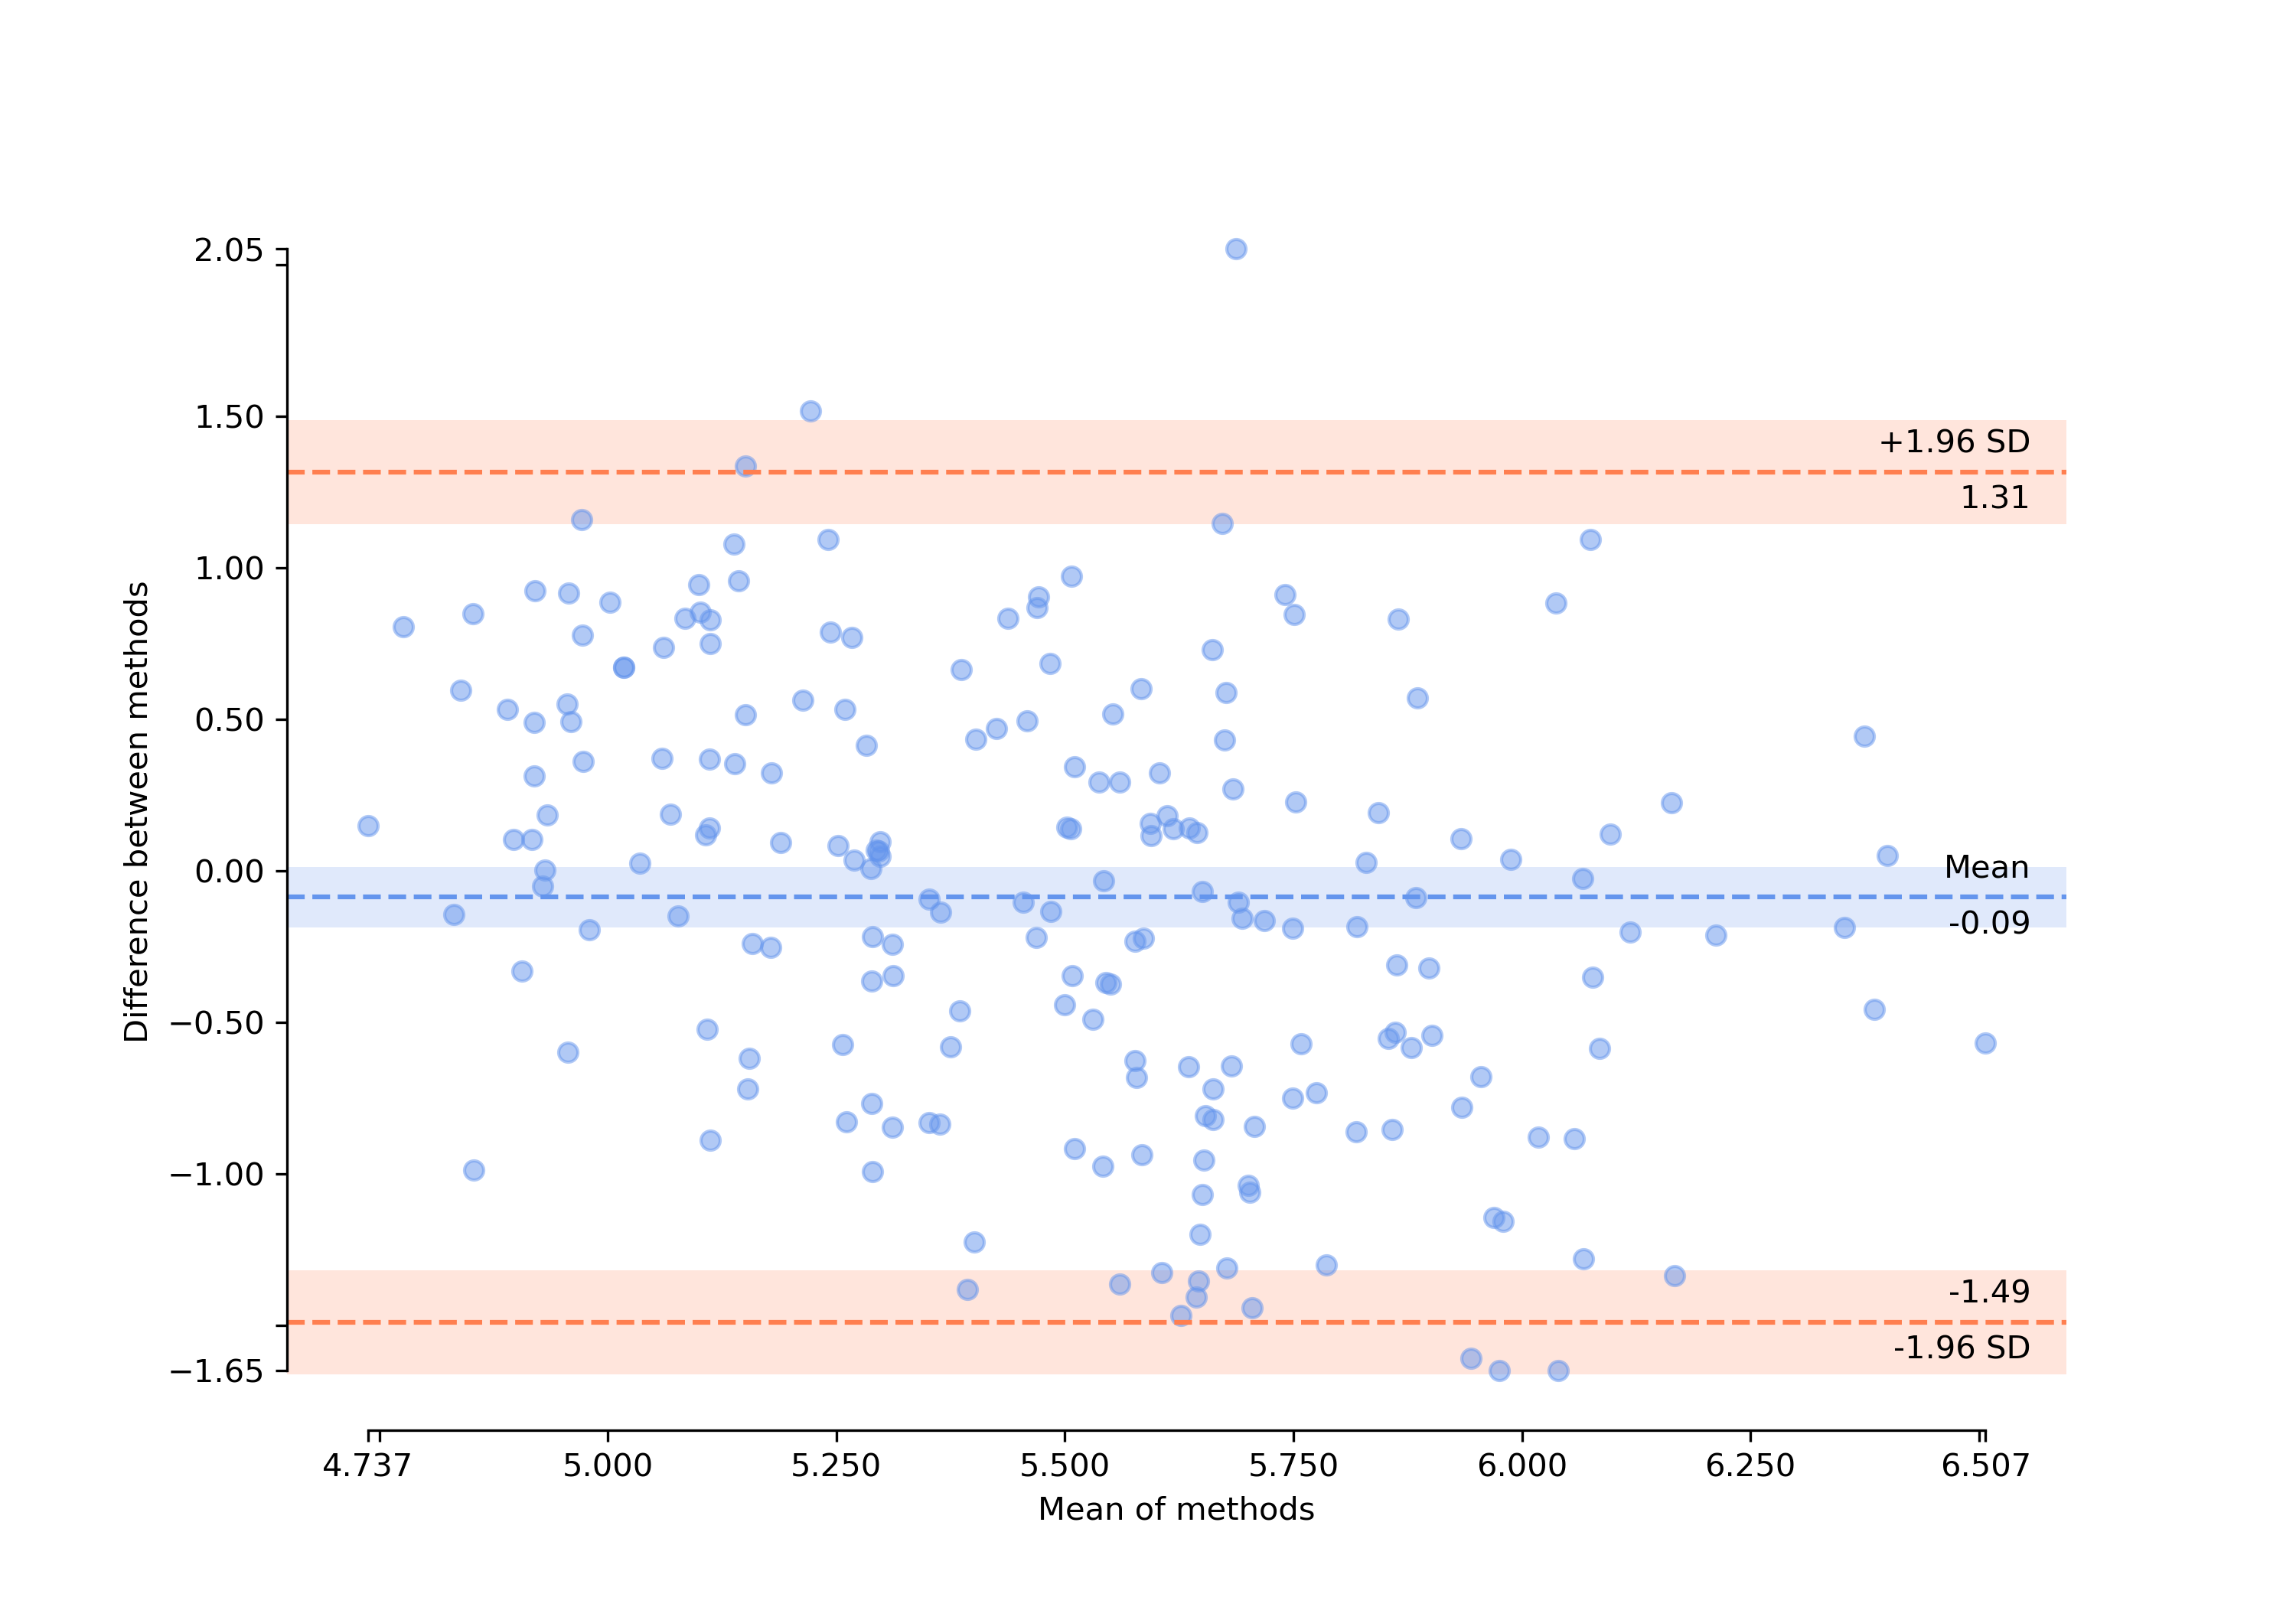 2.05
1.50
1.00
0.50
0.00
−0.50
−1.00
−1.65
Difference between methods
+1.96 SD
1.31
Mean
-0.09
-1.49
-1.96 SD
4.737 5.000 5.250 5.500 5.750 6.000 6.250 6.507
Mean of methods